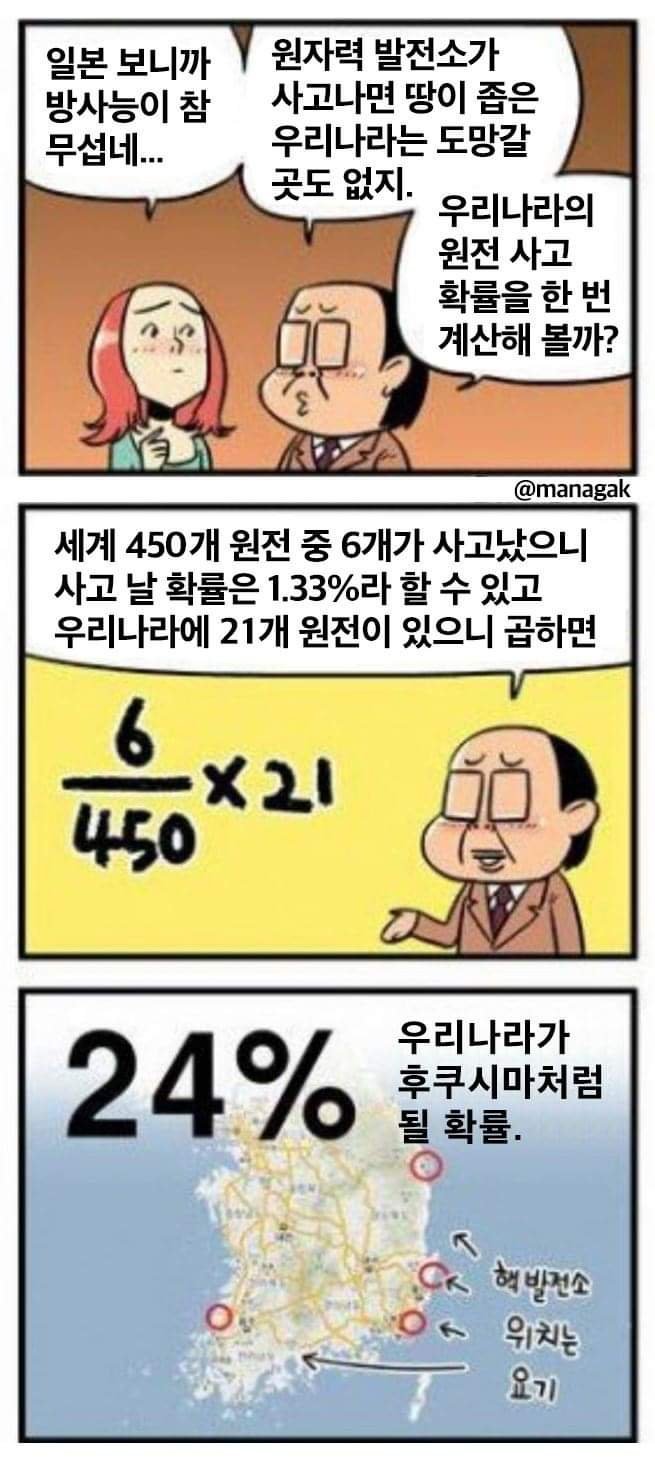 일본 보니까
방사능이 참
무섭네...
원자력 발전소가
사고나면 땅이 좁은
우리나라는 도망갈
곳도 없지.
우리나라의
원전 사고
확률을 한 번
계산해 볼까?
@managak
세계 450개 원전 중 6개가 사고났으니
사고 날 확률은 1.33%라 할 수 있고
우리나라에 21개 원전이 있으니 곱하면
6
450
×21
24%
우리나라가
후쿠시마처럼
될 확률.
핵발전소
위치는
요기